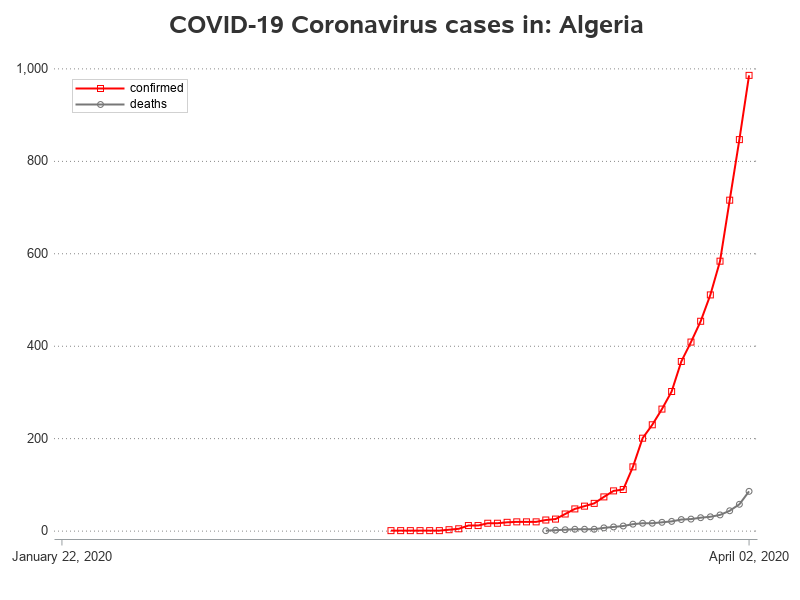 COVID-19 Coronavirus cases in: Algeria
1,000
confirmed
deaths
800
600
400
200
0
January 22, 2020
April 02, 2020